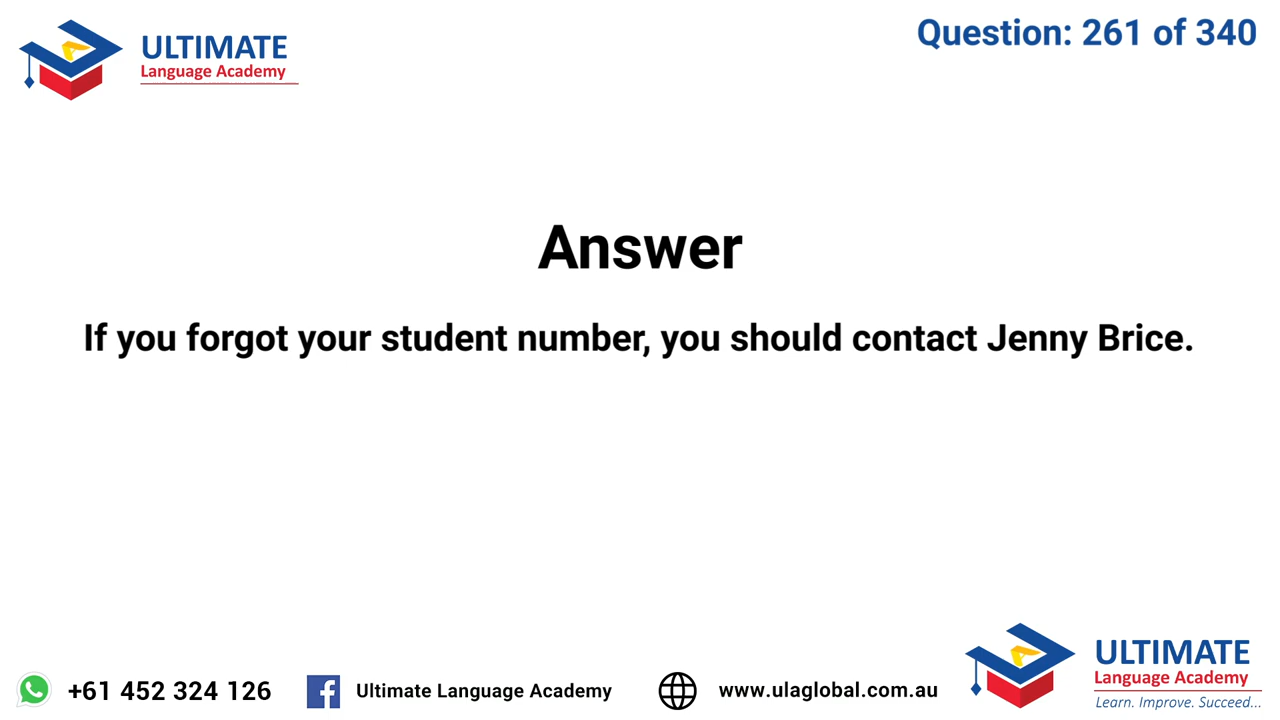 ULTIMATE
Language Academy
Question: 261 of 340
Answer
If you forgot your student number, you should contact Jenny Brice.
+61 452 324 126
Ultimate Language Academy
www.ulaglobal.com.au
ULTIMATE
Language Academy
Learn. Improve. Succeed...